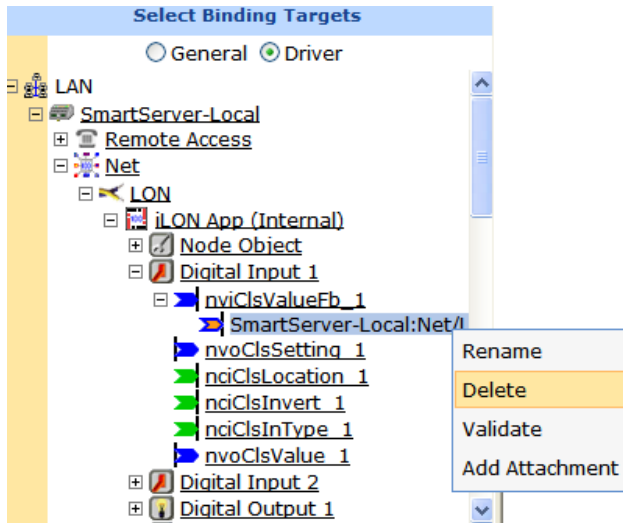 Select Binding Targets
General Driver
LAN
SmartServer-Local
Remote Access
Net
LON
iLON App (Internal)
Node Object
Digital Input 1
nviClsValueFb_1
SmartServer-Local:Net/L
nvoClsSetting_1
nciClsLocation_1
nciClsInvert_1
nciClsInType_1
nvoClsValue_1
Digital Input 2
Digital Output 1
Rename
Delete
Validate
Add Attachment